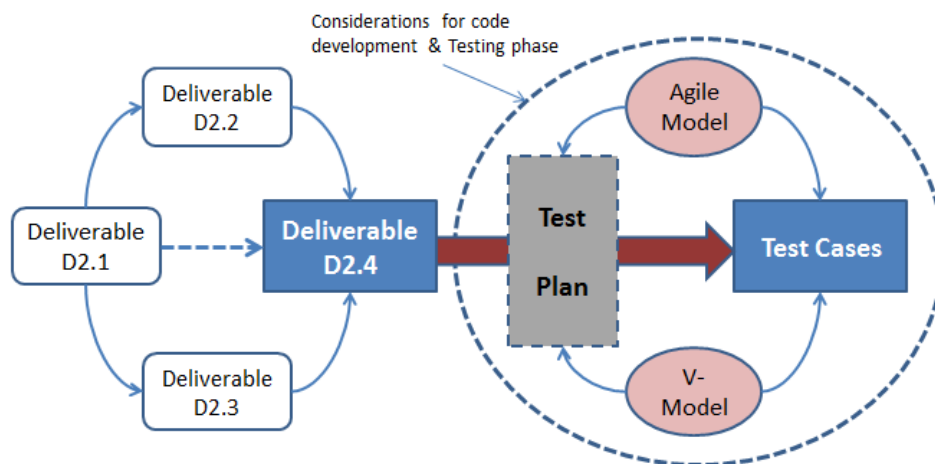 Considerations for code
development & Testing phase
Deliverable
D2.2
Agile
Model
Deliverable
D2.1
Deliverable
D2.4
Test
Plan
Test Cases
Deliverable
D2.3
V-
Model